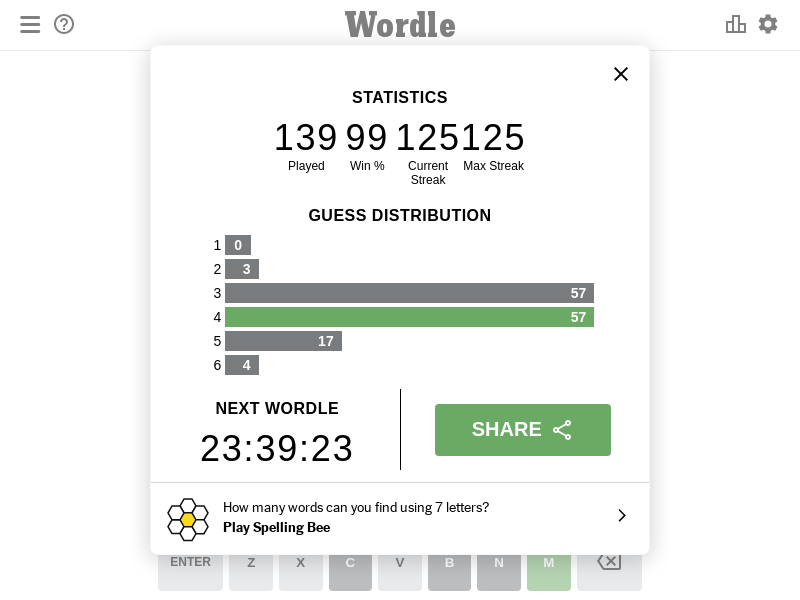 Wordle
STATISTICS
139 99 125 125
Played Win % Current Streak Max Streak
GUESS DISTRIBUTION
1 0
2 3
3 57
4 57
5 17
6 4
NEXT WORDLE
23:39:23
SHARE
How many words can you find using 7 letters?
Play Spelling Bee
ENTER Z X C V B N M